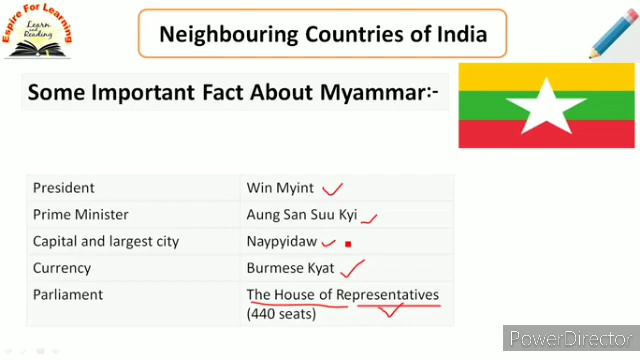 Espire For Learning
Learn
and
Reading
Neighbouring Countries of India
Some Important Fact About Myammar:-
President Win Myint
Prime Minister Aung San Suu Kyi
Capital and largest city Naypyidaw
Currency Burmese Kyat
Parliament The House of Representatives
(440 seats)
PowerDirector